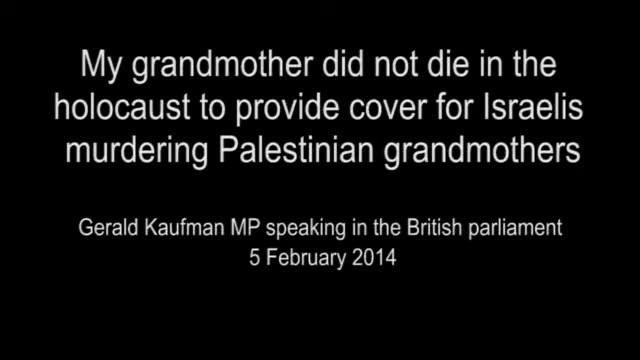 My grandmother did not die in the
holocaust to provide cover for Israelis
murdering Palestinian grandmothers
Gerald Kaufman MP speaking in the British parliament
5 February 2014